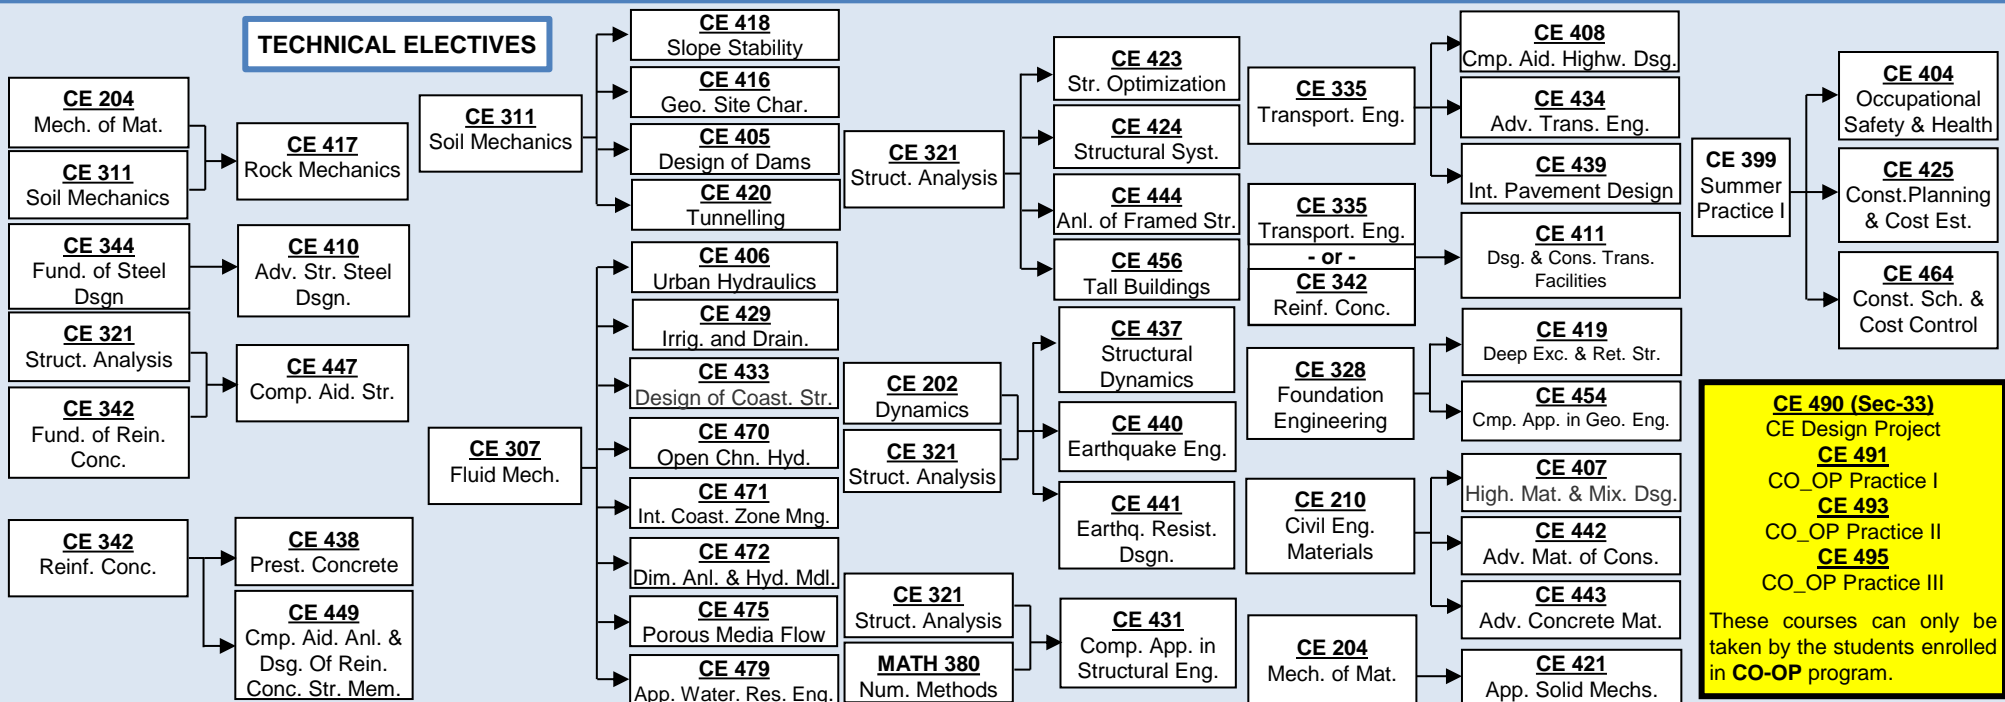 TECHNICAL ELECTIVES
CE 204
Mech. of Mat.
CE 311
Soil Mechanics
CE 417
Rock Mechanics
CE 344
Fund. of Steel
Dsgn
CE 410
Adv. Str. Steel
Dsgn.
CE 321
Struct. Analysis
CE 342
Fund. of Rein.
Conc.
CE 447
Comp. Aid. Str.
CE 342
Reinf. Conc.
CE 438
Prest. Concrete
CE 449
Cmp. Aid. Anl. &
Dsg. Of Rein.
Conc. Str. Mem.
CE 311
Soil Mechanics
CE 418
Slope Stability
CE 416
Geo. Site Char.
CE 405
Design of Dams
CE 420
Tunnelling
CE 307
Fluid Mech.
CE 406
Urban Hydraulics
CE 429
Irrig. and Drain.
CE 433
Design of Coast. Str.
CE 470
Open Chn. Hyd.
CE 471
Int. Coast. Zone Mng.
CE 472
Dim. Anl. & Hyd. Mdl.
CE 475
Porous Media Flow
CE 479
App. Water. Res. Eng.
CE 321
Struct. Analysis
CE 423
Str. Optimization
CE 424
Structural Syst.
CE 444
Anl. of Framed Str.
CE 456
Tall Buildings
CE 202
Dynamics
CE 321
Struct. Analysis
CE 437
Structural
Dynamics
CE 440
Earthquake Eng.
CE 441
Earthq. Resist.
Dsgn.
CE 321
Struct. Analysis
MATH 380
Num. Methods
CE 431
Comp. App. in
Structural Eng.
CE 335
Transport. Eng.
CE 408
Cmp. Aid. Highw. Dsg.
CE 434
Adv. Trans. Eng.
CE 439
Int. Pavement Design
CE 335
Transport. Eng.
- or -
CE 342
Reinf. Conc.
CE 411
Dsg. & Cons. Trans.
Facilities
CE 328
Foundation
Engineering
CE 419
Deep Exc. & Ret. Str.
CE 454
Cmp. App. in Geo. Eng.
CE 210
Civil Eng.
Materials
CE 407
High. Mat. & Mix. Dsg.
CE 442
Adv. Mat. of Cons.
CE 443
Adv. Concrete Mat.
CE 204
Mech. of Mat.
CE 421
App. Solid Mechs.
CE 399
Summer
Practice I
CE 404
Occupational
Safety & Health
CE 425
Const.Planning
& Cost Est.
CE 464
Const. Sch. &
Cost Control
CE 490 (Sec-33)
CE Design Project
CE 491
CO_OP Practice I
CE 493
CO_OP Practice II
CE 495
CO_OP Practice III
These courses can only be
taken by the students enrolled
in CO-OP program.